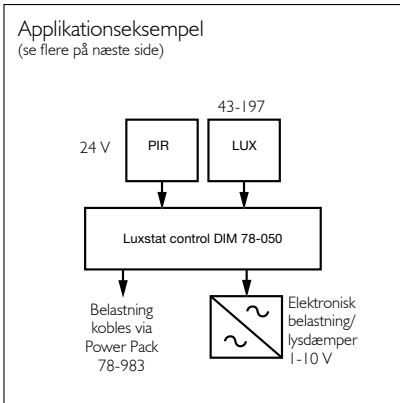 Applikationseksempel
(se flere på næste side)
43-197
24 V
PIR
LUX
Luxstat control DIM 78-050
Belastning
kobles via
Power Pack
78-983
Elektronisk
belastning/
lysdæmper
1-10 V